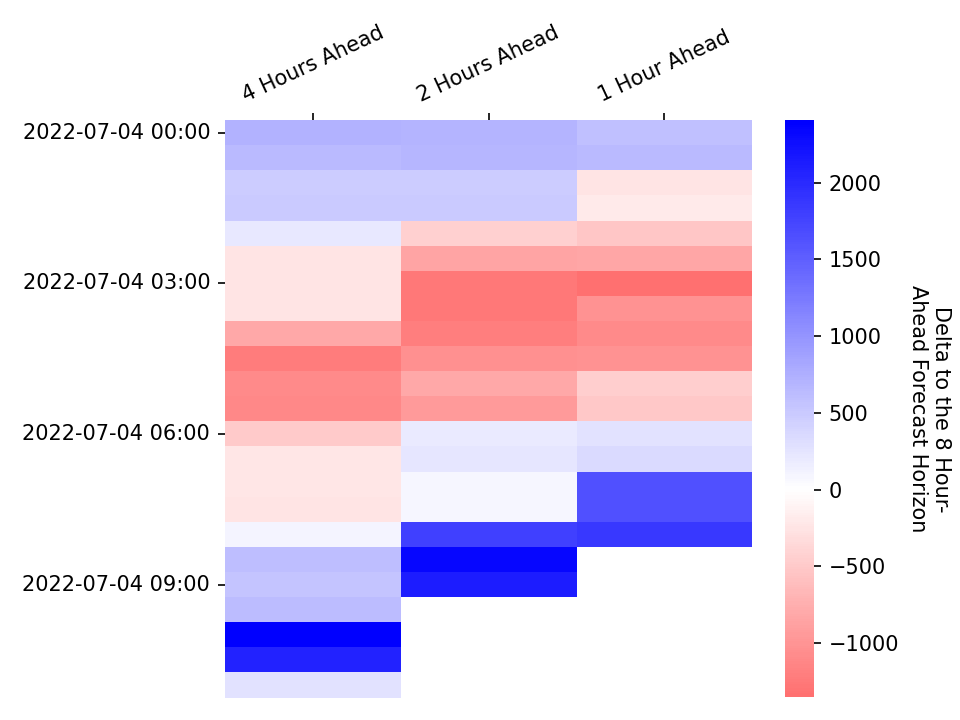 4 Hours Ahead
2 Hours Ahead
1 Hour Ahead
2022-07-04 00:00
2022-07-04 03:00
2022-07-04 06:00
2022-07-04 09:00
2000
1500
1000
500
0
−500
−1000
Delta to the 8 Hour-
Ahead Forecast Horizon